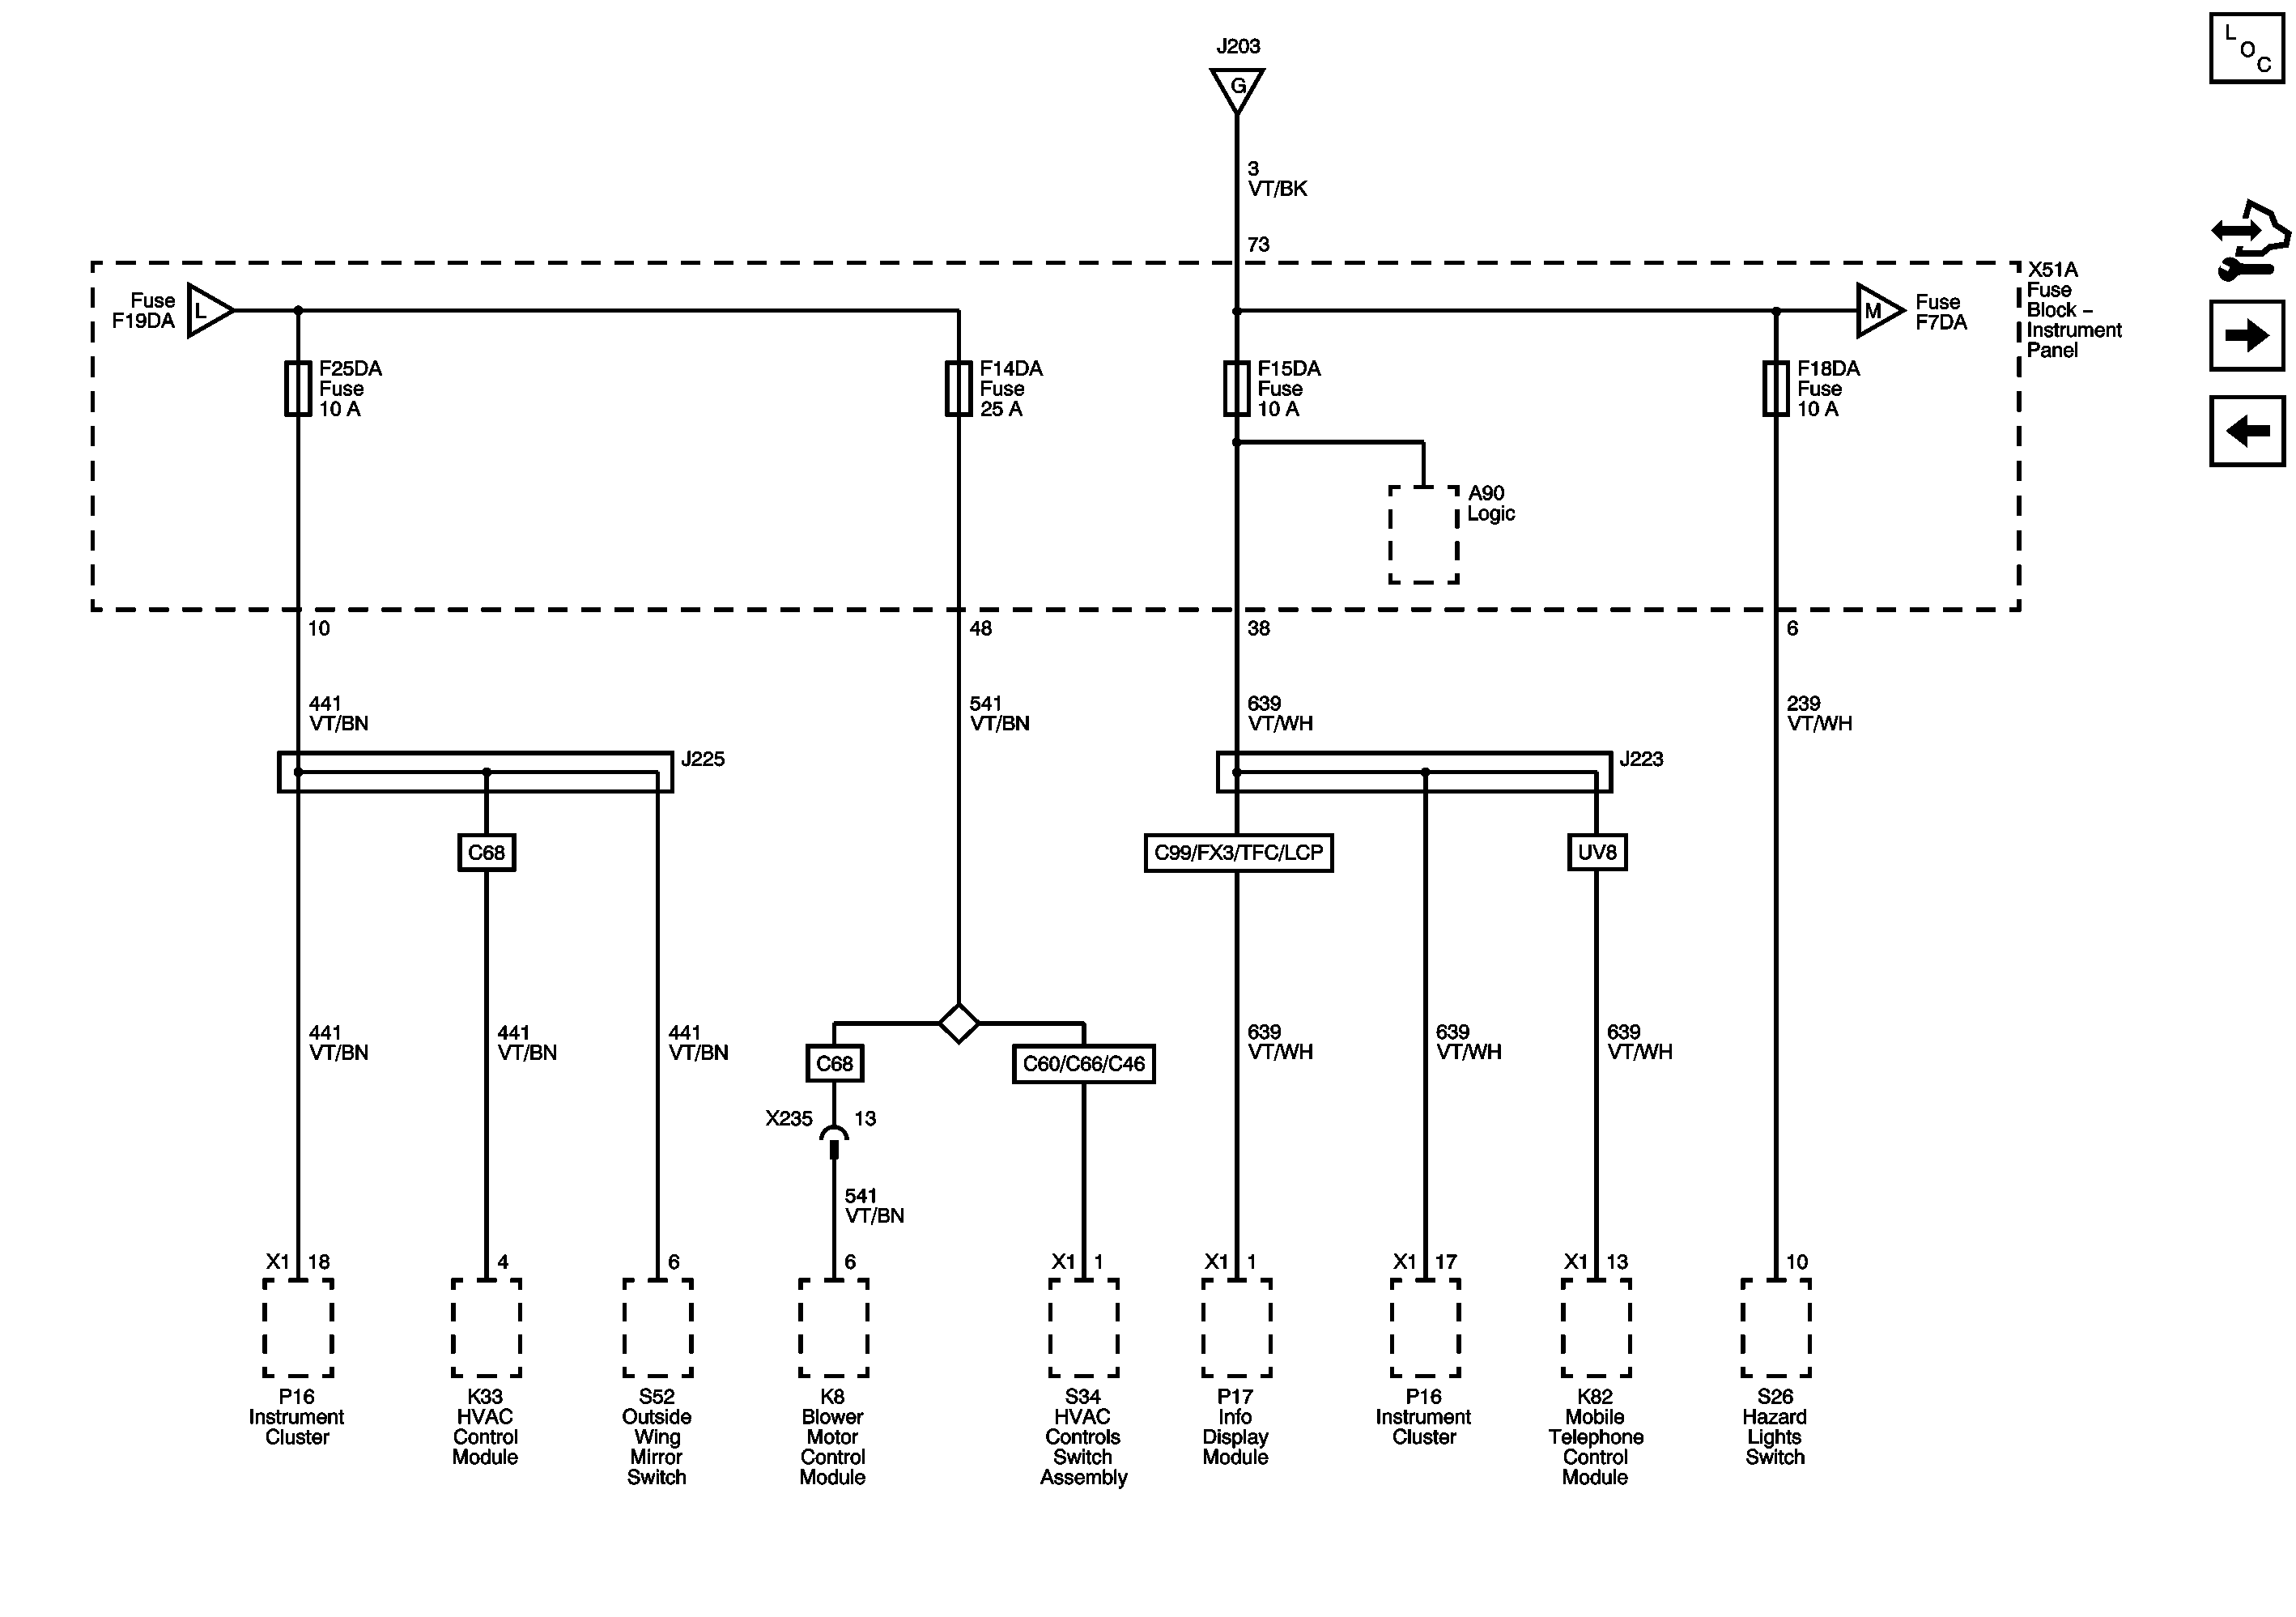 J203
G
L
O
C
3
VT/BK
73
X51A
Fuse
Block –
Instrument
Panel
Fuse
F19DA
L
M
Fuse
F7DA
F25DA
Fuse
10 A
F14DA
Fuse
25 A
F15DA
Fuse
10 A
F18DA
Fuse
10 A
A90
Logic
10
48
38
6
441
VT/BN
541
VT/BN
639
VT/WH
239
VT/WH
J225
J223
C68
C99/FX3/TFC/LCP
UV8
441
VT/BN
441
VT/BN
441
VT/BN
639
VT/WH
639
VT/WH
639
VT/WH
C68
C60/C66/C46
X235
13
541
VT/BN
X1 18
4
6
6
X1 1
X1 1
X1 17
X1 13
10
P16
Instrument
Cluster
K33
HVAC
Control
Module
S52
Outside
Wing
Mirror
Switch
K8
Blower
Motor
Control
Module
S34
HVAC
Controls
Switch
Assembly
P17
Info
Display
Module
P16
Instrument
Cluster
K82
Mobile
Telephone
Control
Module
S26
Hazard
Lights
Switch